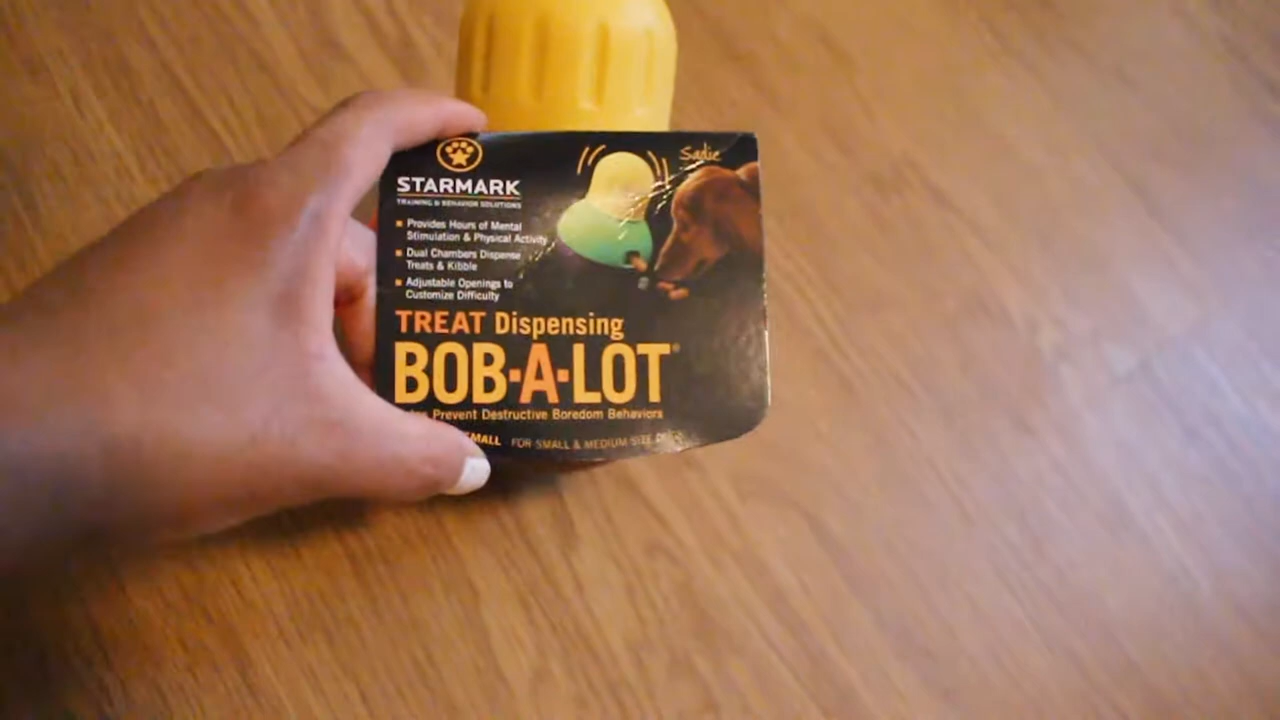 STARMARK
TRAINING & BEHAVIOR SOLUTIONS
Sadie
Provides Hours of Mental
Stimulation & Physical Activity
Dual Chambers Dispense
Treats & Kibble
Adjustable Openings to
Customize Difficulty
TREAT Dispensing
BOB·A·LOT®
Prevent Destructive Boredom Behaviors
SMALL FOR SMALL & MEDIUM SIZE